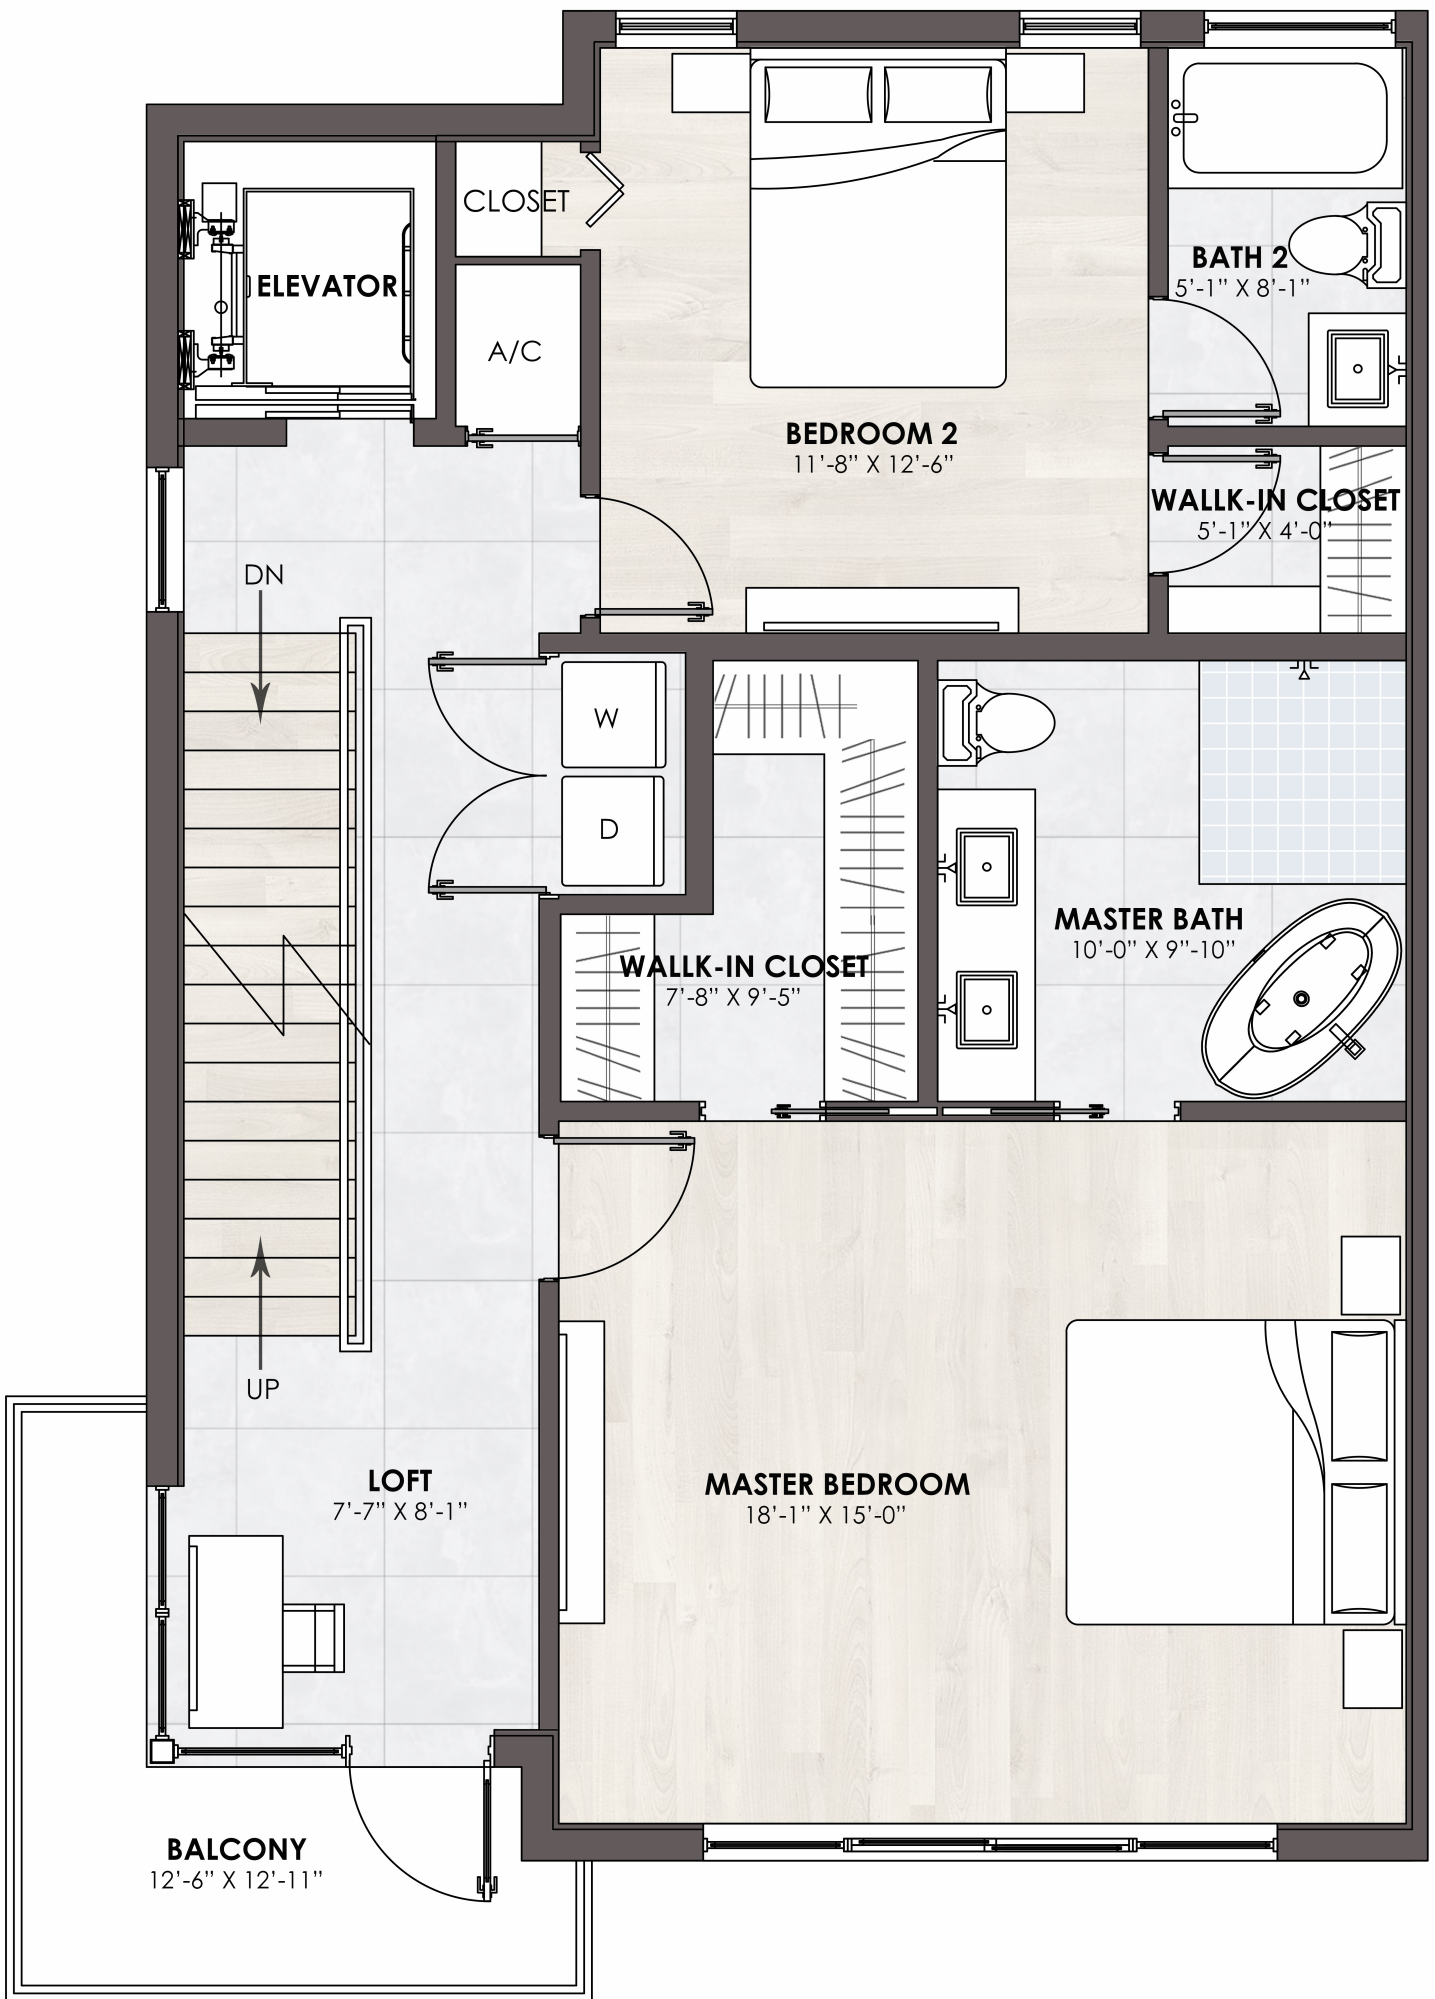 CLOSET
ELEVATOR
A/C
BATH 2
5'-1” X 8'-1”
BEDROOM 2
11'-8” X 12'-6”
WALLK-IN CLOSET
5'-1” X 4'-0”
DN
W
D
MASTER BATH
10'-0” X 9”-10”
WALLK-IN CLOSET
7'-8” X 9'-5”
UP
LOFT
7'-7” X 8'-1”
MASTER BEDROOM
18'-1” X 15'-0”
BALCONY
12'-6” X 12'-11”